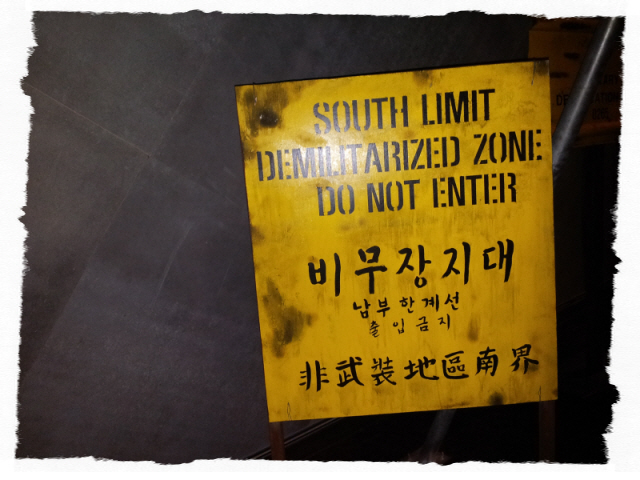 SOUTH LIMIT
DEMILITARIZED ZONE
DO NOT ENTER
비무장지대
남부한계선
출입금지
非武裝地區南界